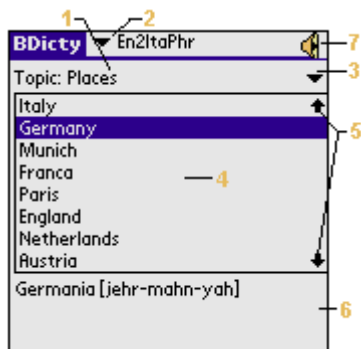 1 2
BDicty En2ItaPhr 7
Topic: Places 3
Italy
Germany
Munich 5
Franca 4
Paris
England
Netherlands
Austria
Germania [jehr-mahn-yah]
6